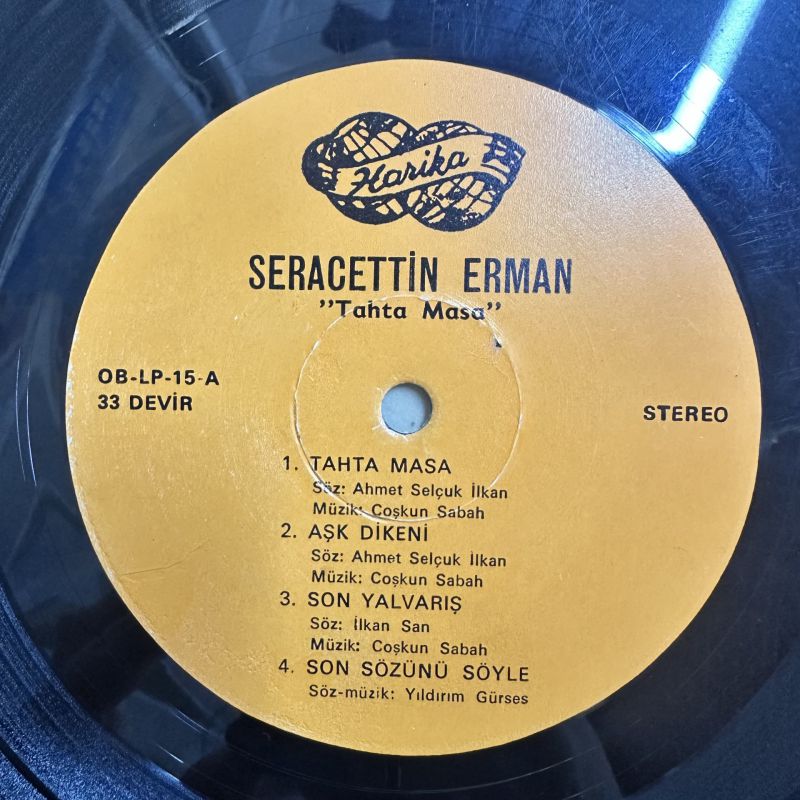 Harika
SERACETTİN ERMAN
"Tahta Masa"
OB-LP-15-A
33 DEVİR
STEREO
1. TAHTA MASA
Söz: Ahmet Selçuk İlkan
Müzik: Coşkun Sabah
2. AŞK DİKENİ
Söz: Ahmet Selçuk İlkan
Müzik: Coşkun Sabah
3. SON YALVARIŞ
Söz: İlkan San
Müzik: Coşkun Sabah
4. SON SÖZÜNÜ SÖYLE
Söz-müzik: Yıldırım Gürses